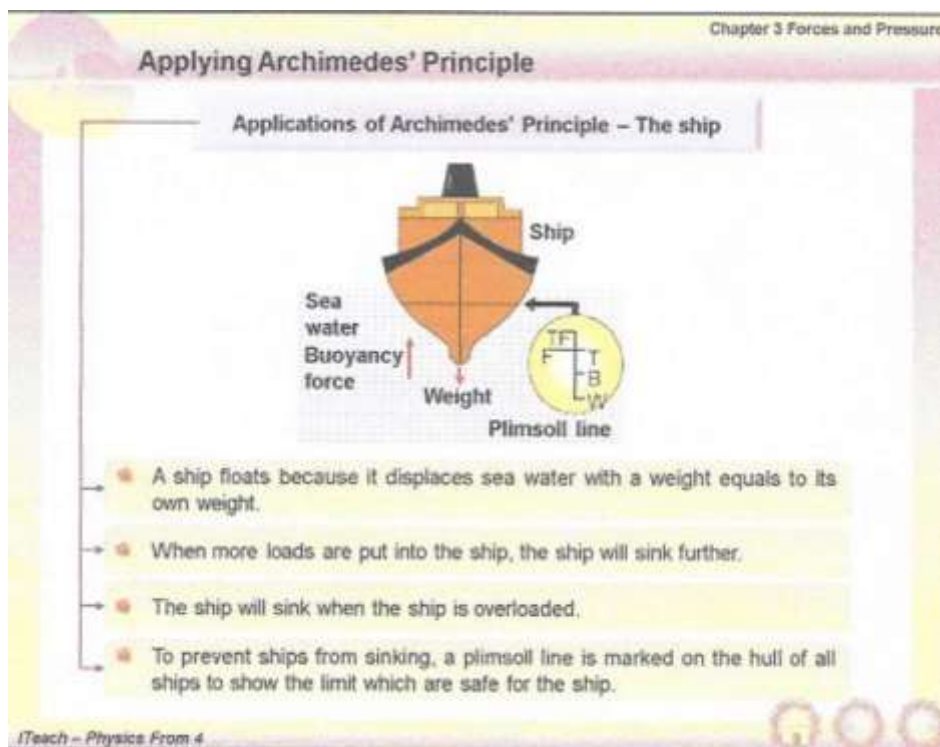 Chapter 3 Forces and Pressure
Applying Archimedes' Principle
Applications of Archimedes' Principle – The ship
Ship
Sea
water
Buoyancy
force
Weight
TF
F
T
B
W
Plimsoll line
A ship floats because it displaces sea water with a weight equals to its
own weight.
When more loads are put into the ship, the ship will sink further.
The ship will sink when the ship is overloaded.
To prevent ships from sinking, a plimsoll line is marked on the hull of all
ships to show the limit which are safe for the ship.
ITeach – Physics From 4